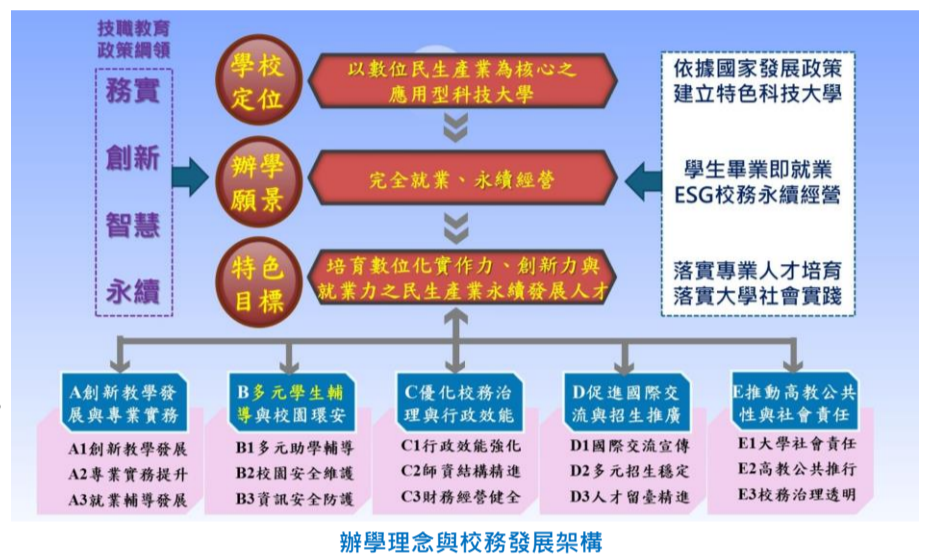 技職教育
政策綱領
務實
創新
智慧
永續
學校
定位
以數位民生產業為核心之
應用型科技大學
辦學
願景
完全就業、永續經營
特色
目標
培育數位化實作力、創新力與
就業力之民生產業永續發展人才
依據國家發展政策
建立特色科技大學
學生畢業即就業
ESG校務永續經營
落實專業人才培育
落實大學社會實踐
A創新教學發
展與專業實務
A1創新教學發展
A2專業實務提升
A3就業輔導發展
B多元學生輔
導與校園環安
B1多元助學輔導
B2校園安全維護
B3資訊安全防護
C優化校務治
理與行政效能
C1行政效能強化
C2師資結構精進
C3財務經營健全
D促進國際交
流與招生推廣
D1國際交流宣傳
D2多元招生穩定
D3人才留臺精進
E推動高教公共
性與社會責任
E1大學社會責任
E2高教公共推行
E3校務治理透明
辦學理念與校務發展架構